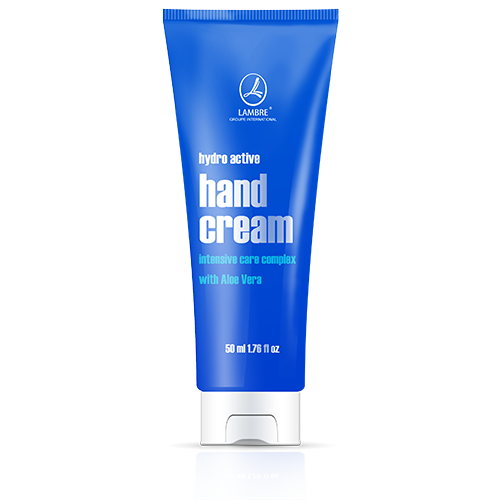 LAMBRE®
GROUPE INTERNATIONAL
hydro active
hand
cream
intensive care complex
with Aloe Vera
50 ml 1.76 fl oz